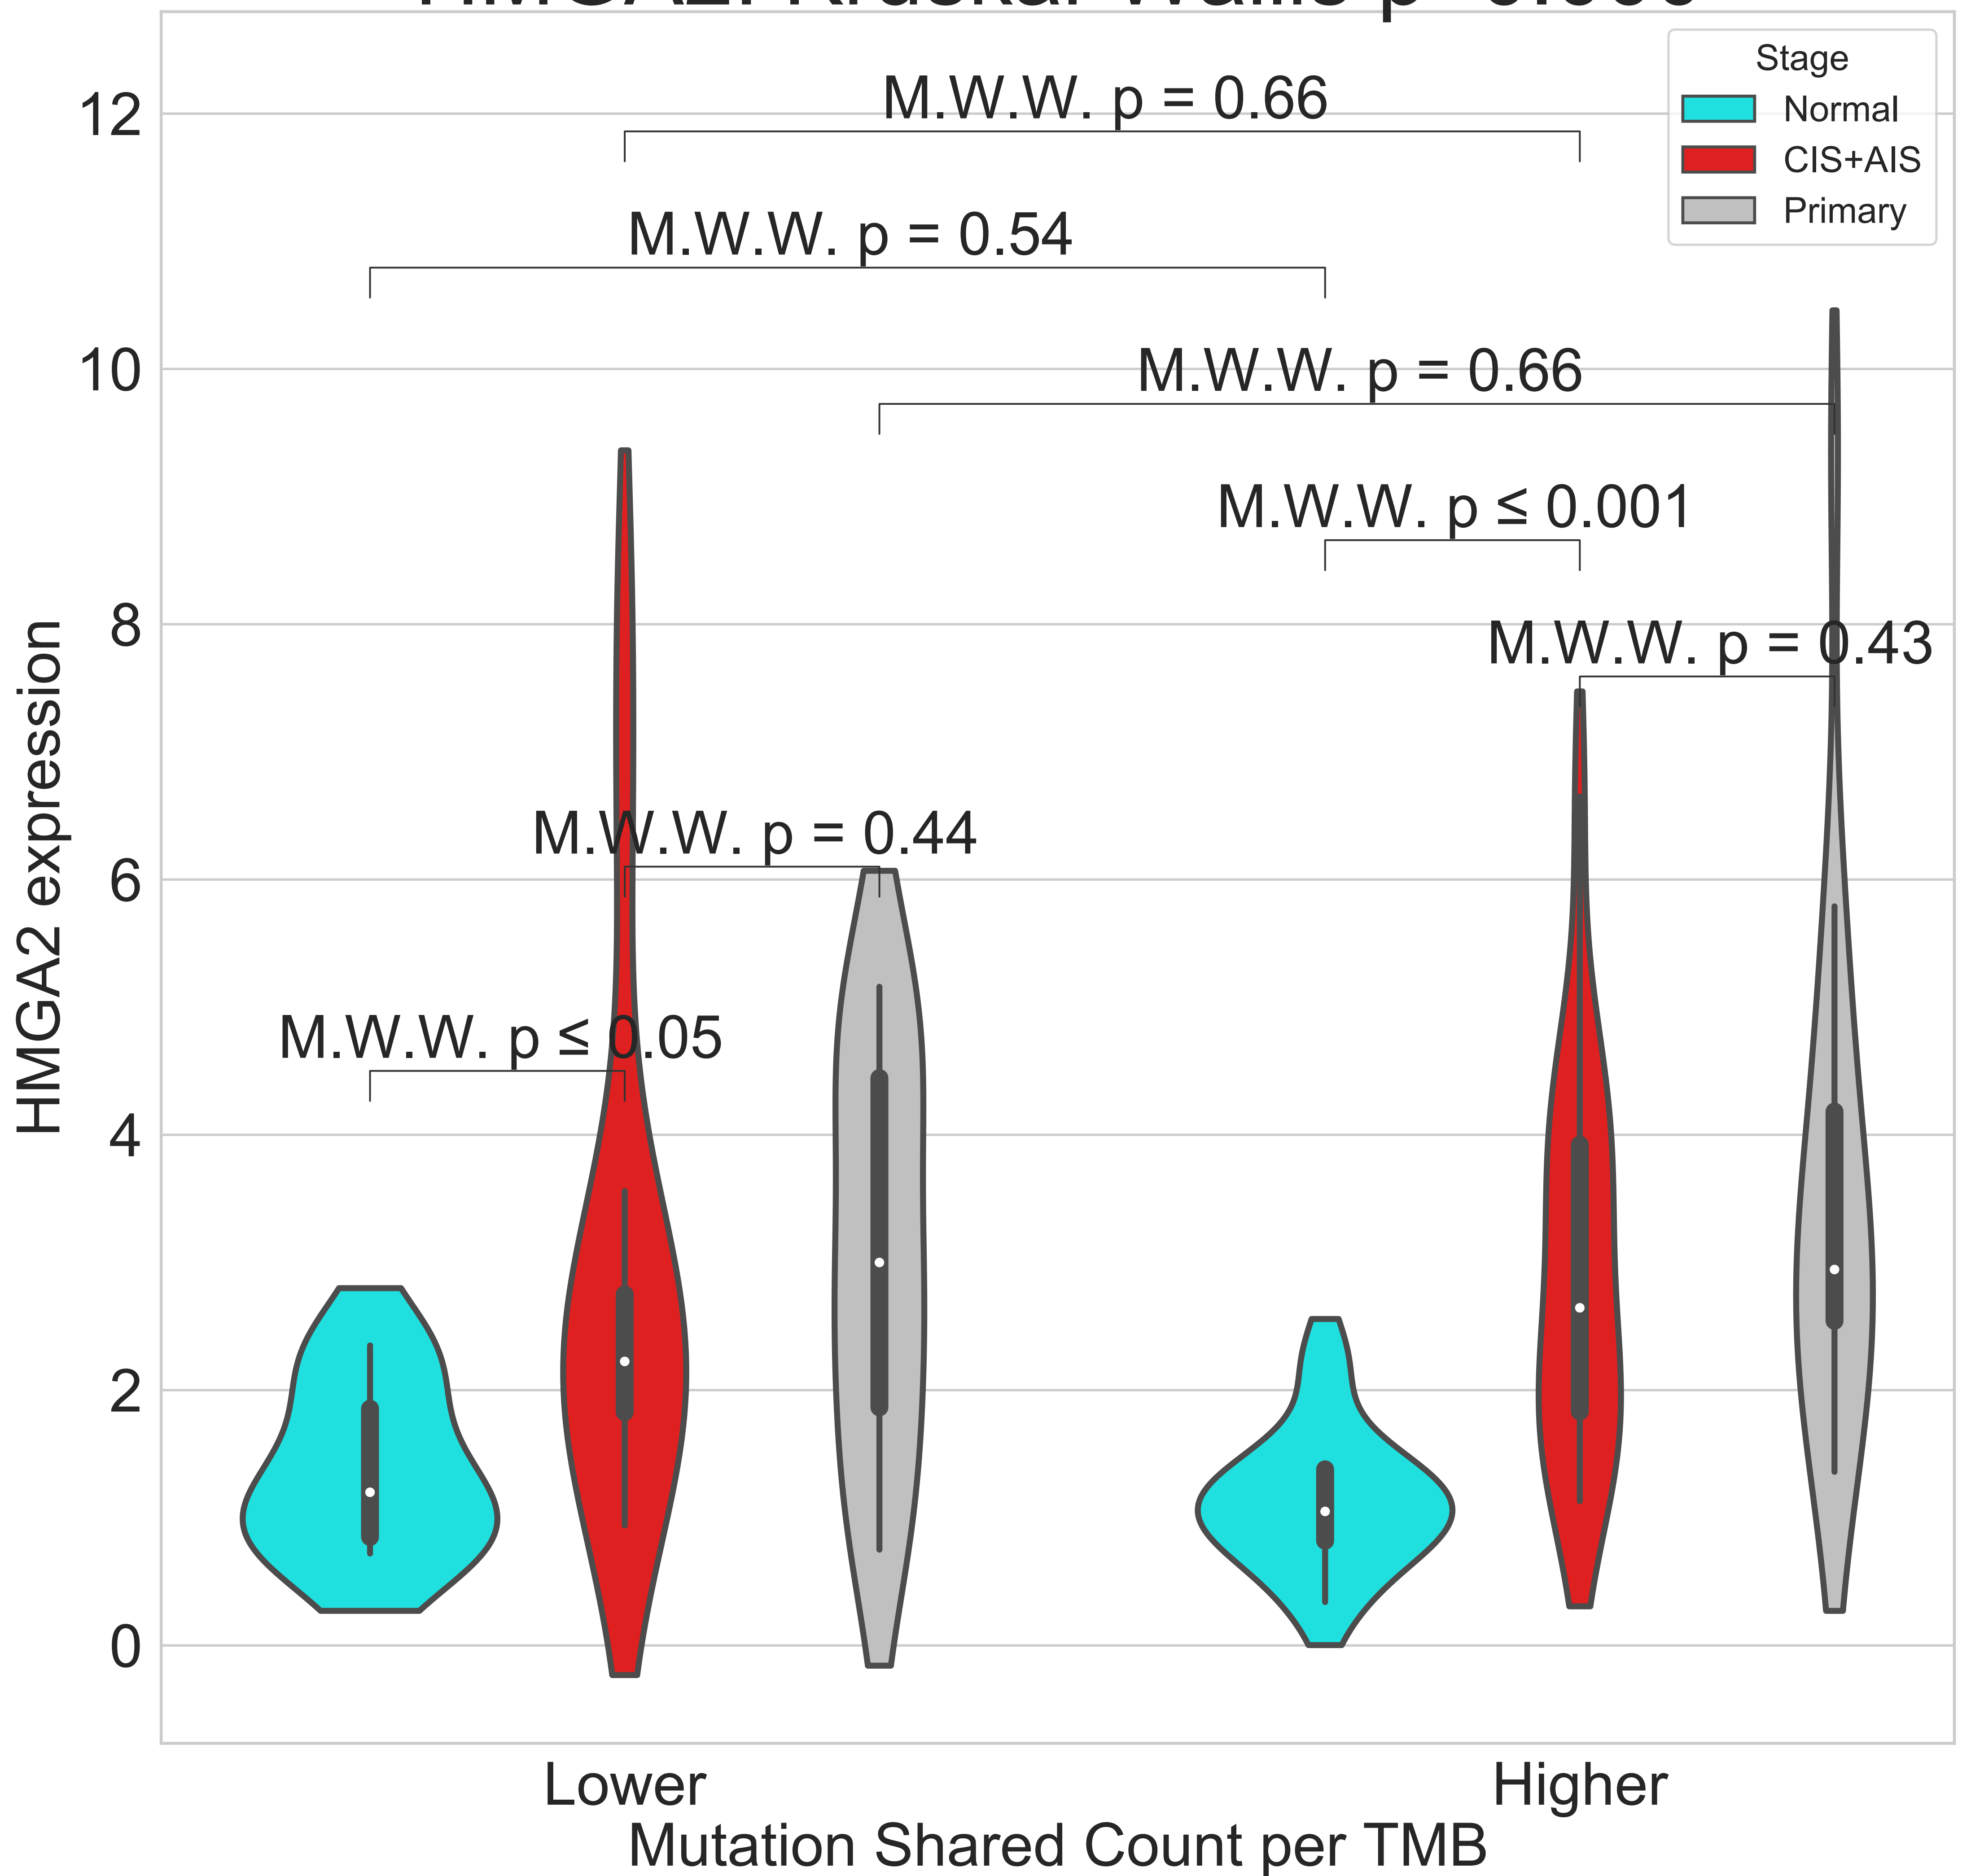 Stage
Normal
CIS+AIS
Primary
M.W.W. p = 0.66
M.W.W. p = 0.54
M.W.W. p = 0.66
M.W.W. p ≤ 0.001
M.W.W. p = 0.43
M.W.W. p = 0.44
M.W.W. p ≤ 0.05
12
10
8
6
4
2
0
HMGA2 expression
Lower
Higher
Mutation Shared Count per TMB